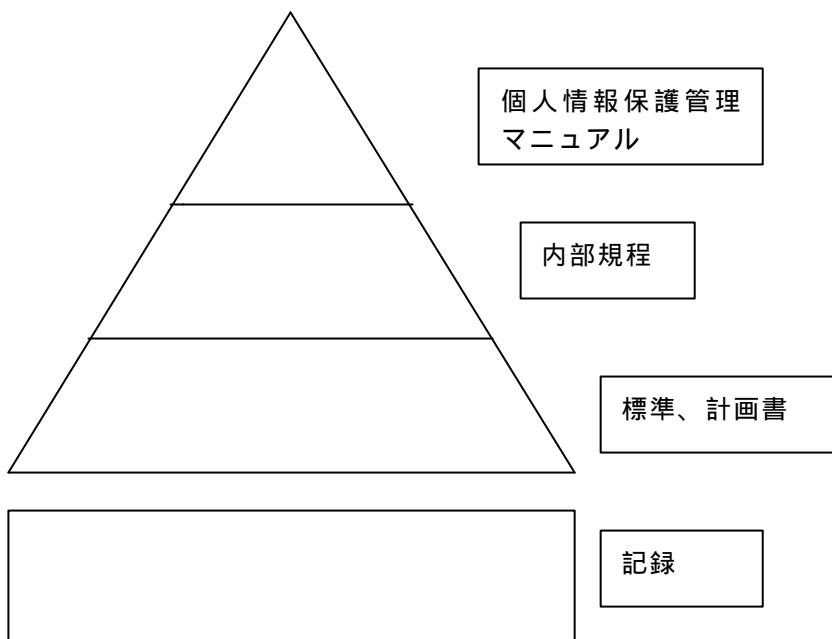 個人情報保護管理
マニュアル
内部規程
標準、計画書
記録